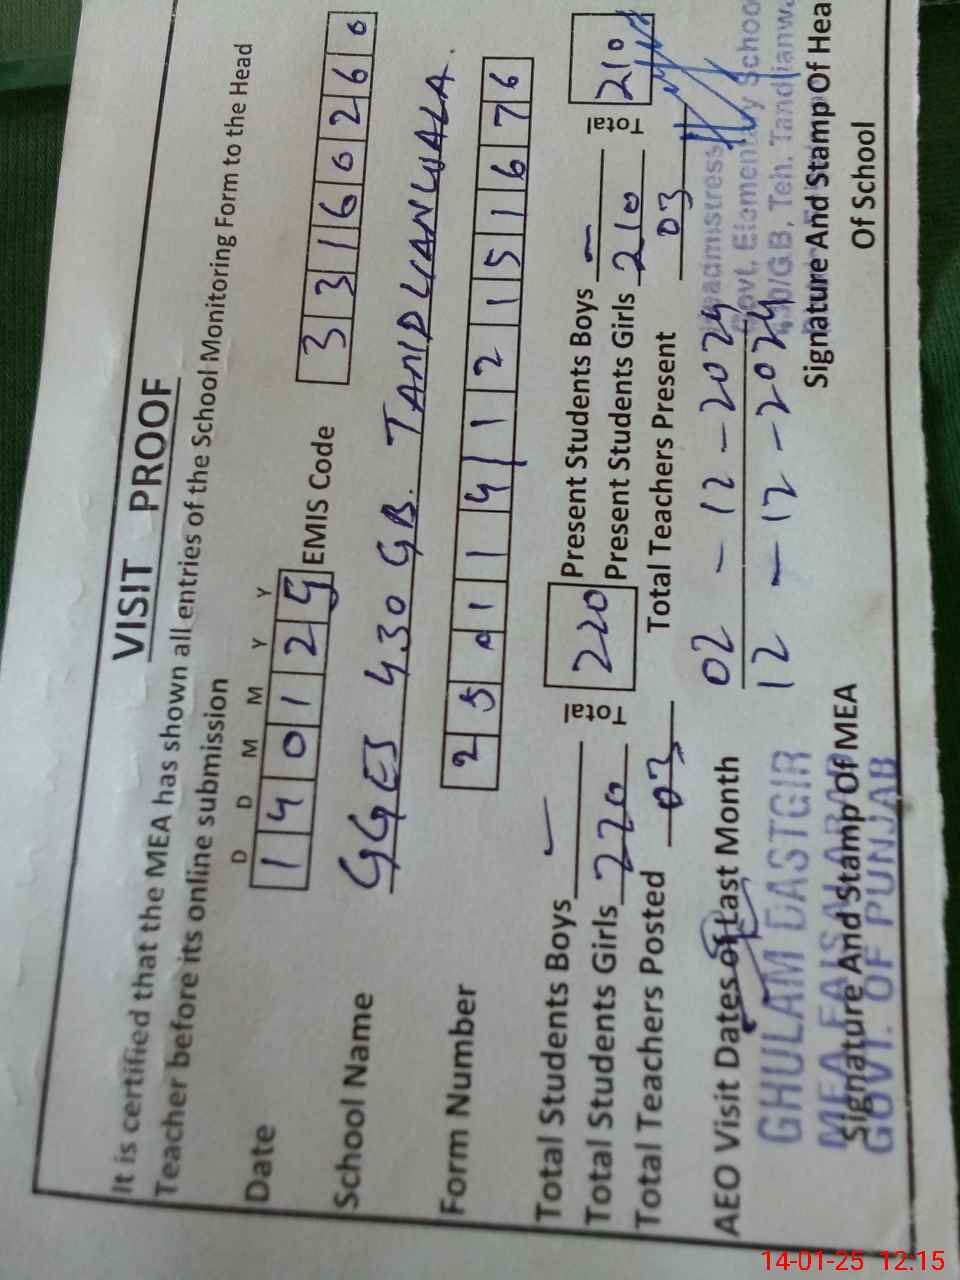 VISIT PROOF
It is certified that the MEA has shown all entries of the School Monitoring Form to the Head
Teacher before its online submission
D D M M Y Y
Date 1 4 0 1 2 5 EMIS Code 3 3 1 6 0 2 6 0
School Name GGES 430 GB. TANDLIANWALA.
Form Number 1 1 4 1 2 1 5 1 6 7 6
Total Students Boys — Total 220 Present Students Boys — Total 210
Total Students Girls 220 Present Students Girls 210
Total Teachers Posted 03 Total Teachers Present 03
AEO Visit Dates of Last Month 02 - 12 - 2024
12 - 12 - 2024
GHULAM DASTGIR
MEA FAISALABAD
GOVT. OF PUNJAB
Signature And Stamp Of MEA
Headmistress
Govt. Elementary School
430/GB, Teh. Tandlianwala
Signature And Stamp Of Head
Of School
14-01-25 12:15